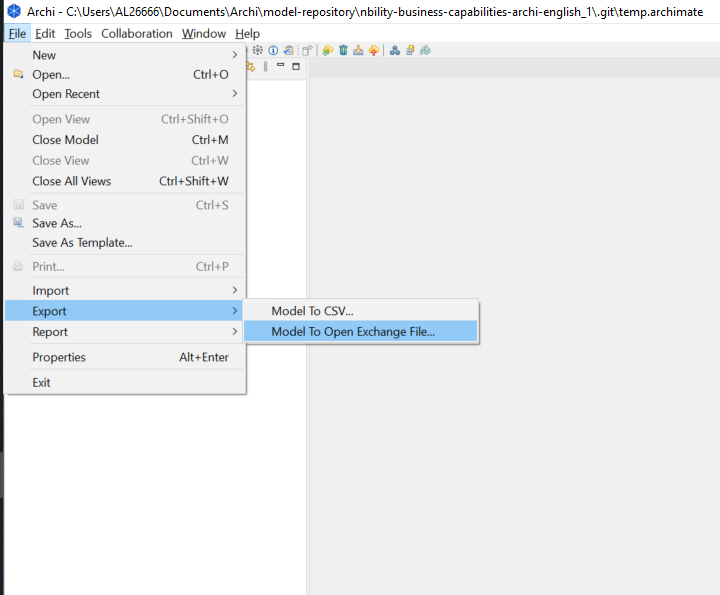 Archi - C:\Users\AL26666\Documents\Archi\model-repository\nbility-business-capabilities-archi-english_1\.git\temp.archimate
File Edit Tools Collaboration Window Help
New
Open... Ctrl+O
Open Recent
Open View Ctrl+Shift+O
Close Model Ctrl+M
Close View Ctrl+W
Close All Views Ctrl+Shift+W
Save Ctrl+S
Save As...
Save As Template...
Print... Ctrl+P
Import
Export
Model To CSV...
Model To Open Exchange File...
Report
Properties Alt+Enter
Exit